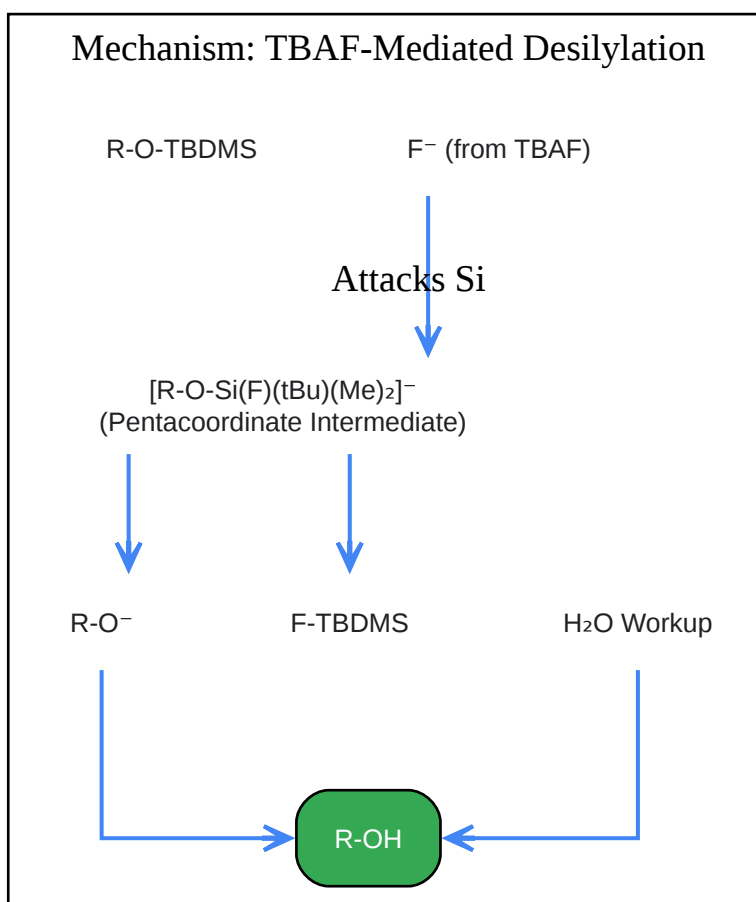 Mechanism: TBAF-Mediated Desilylation
R-O-TBDMS
F⁻ (from TBAF)
Attacks Si
[R-O-Si(F)(tBu)(Me)₂]⁻
(Pentacoordinate Intermediate)
R-O⁻
F-TBDMS
H₂O Workup
R-OH